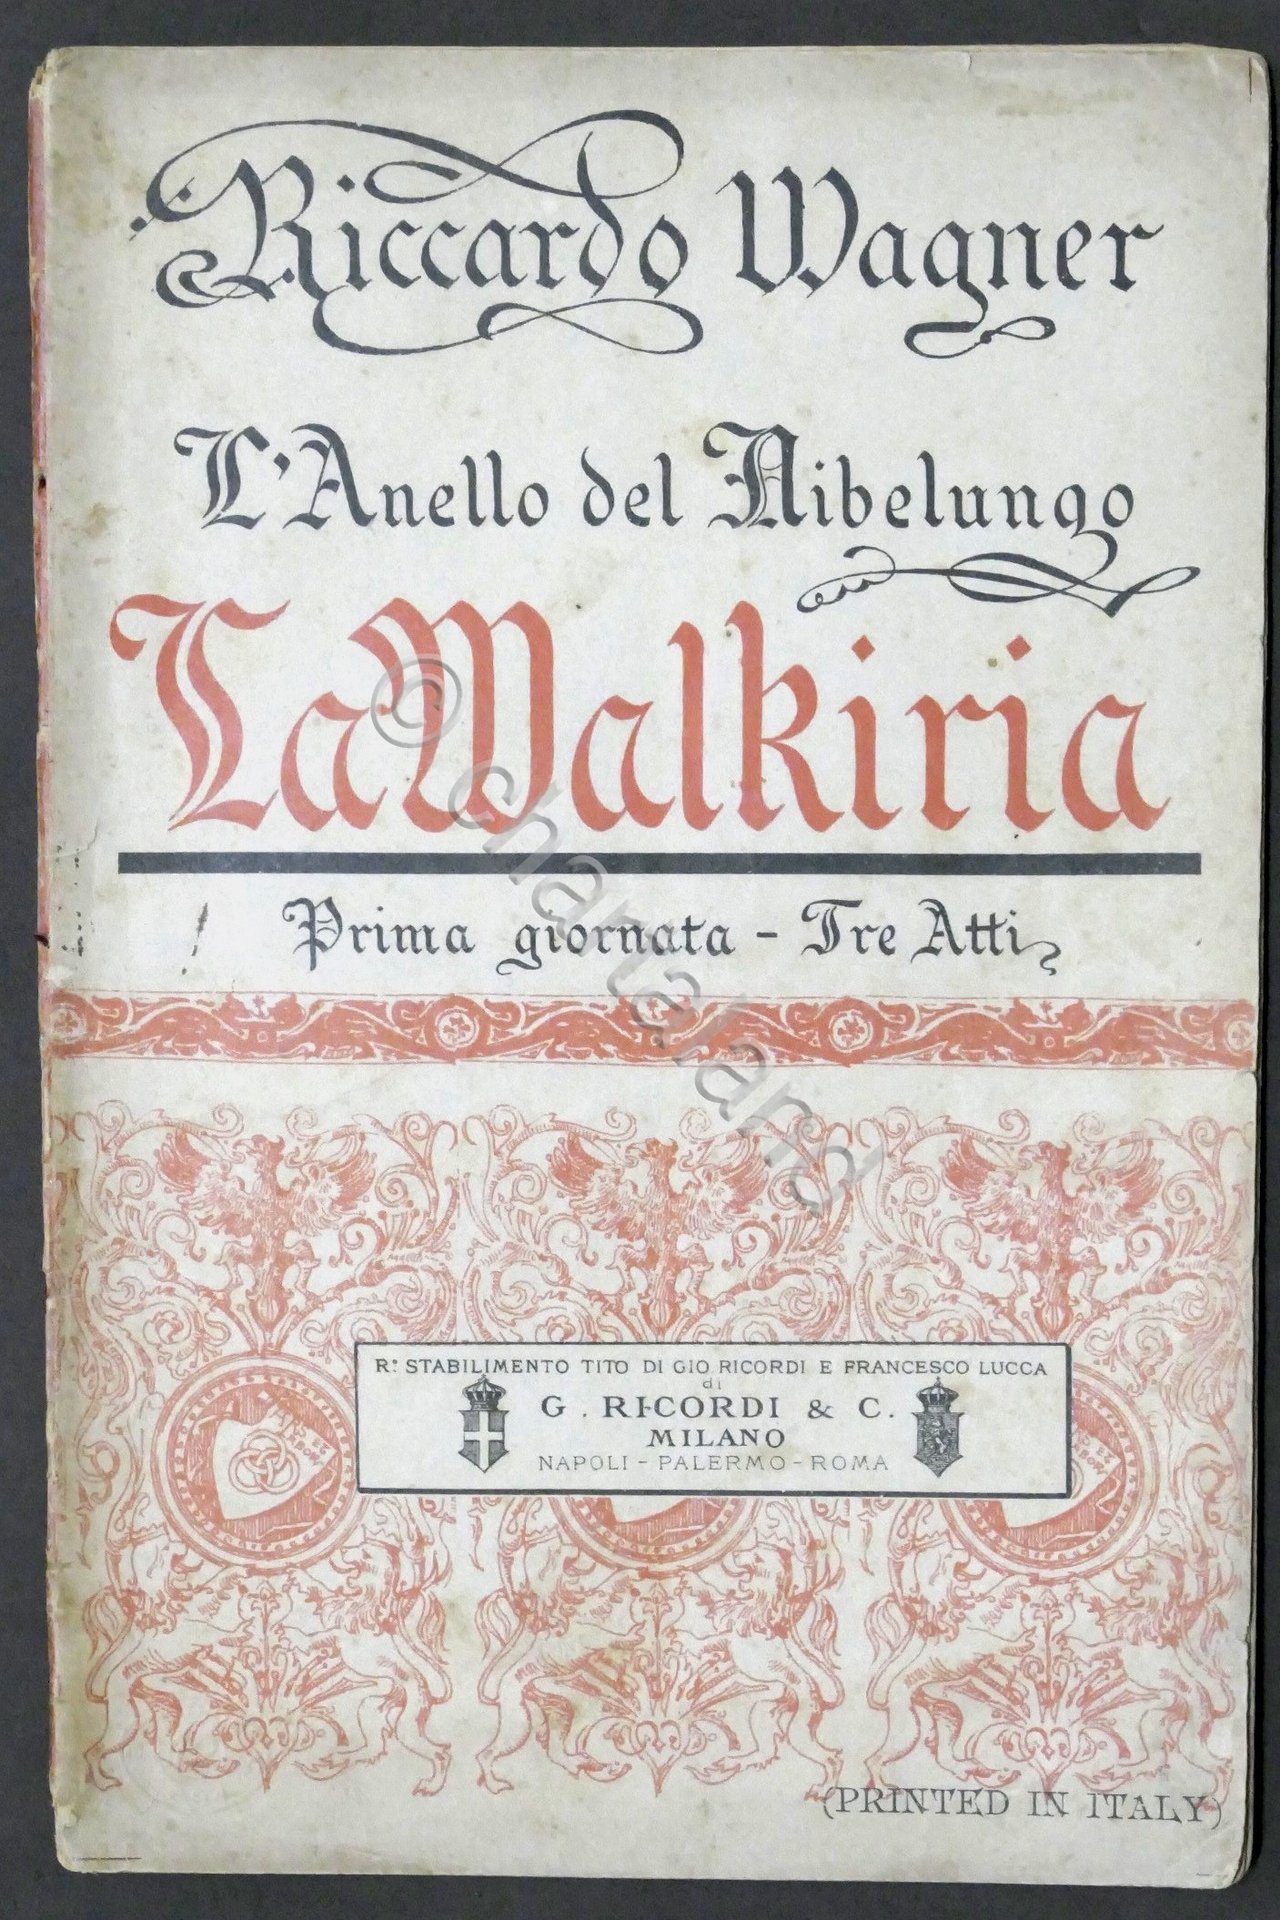 Riccardo Wagner
L'Anello del Nibelungo
La Walkiria
Prima giornata - Tre Atti
© chartaland
R. STABILIMENTO TITO DI GIO RICORDI E FRANCESCO LUCCA
di
G. RICORDI & C.
MILANO
NAPOLI - PALERMO - ROMA
(PRINTED IN ITALY)